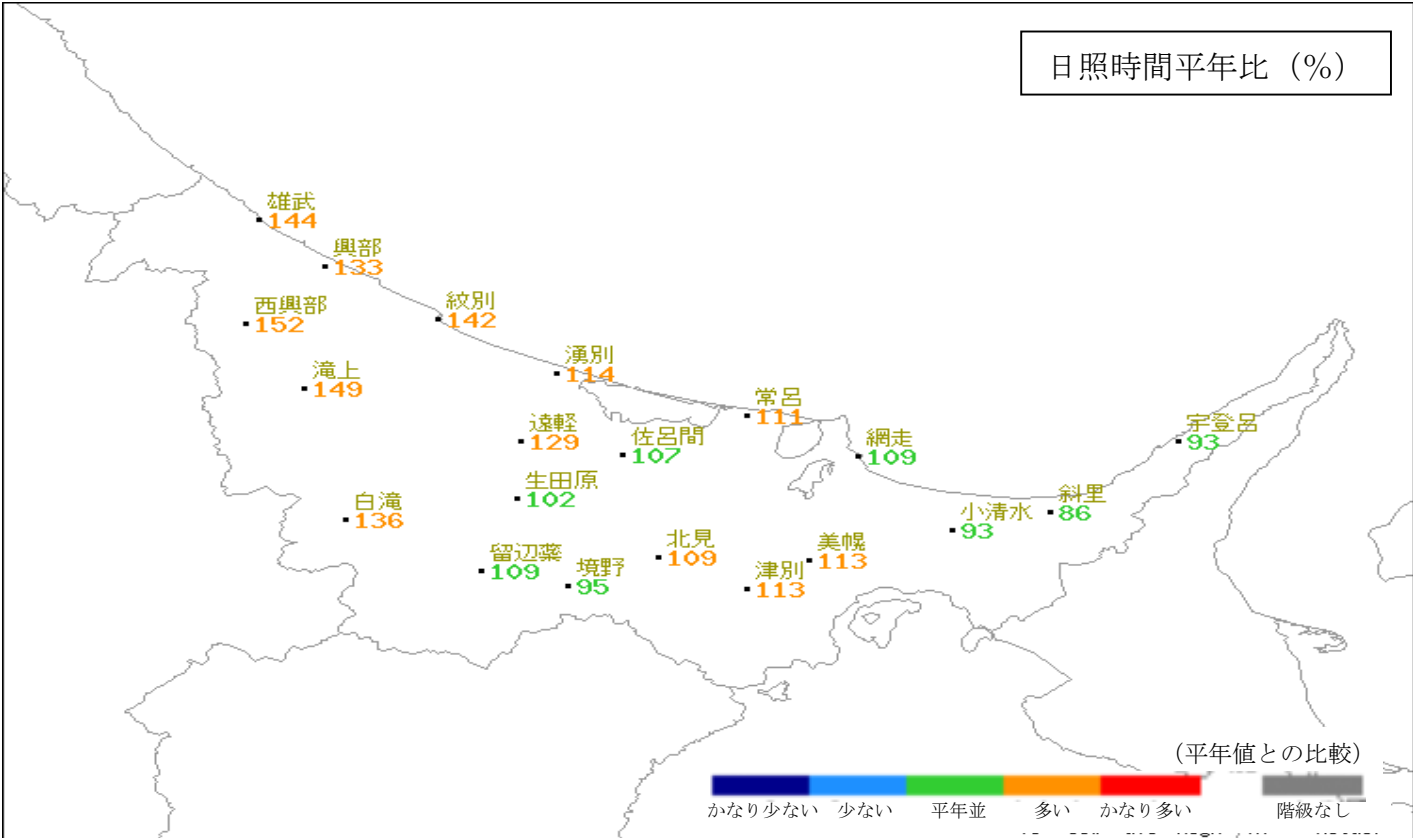 日照時間平年比（％）
雄武
144
興部
133
西興部
152
紋別
142
滝上
149
湧別
114
常呂
111
遠軽
129
佐呂間
107
網走
109
宇登呂
93
生田原
102
白滝
136
斜里
86
小清水
93
北見
109
美幌
113
留辺蘂
109
境野
95
津別
113
（平年値との比較）
かなり少ない 少ない 平年並 多い かなり多い 階級なし